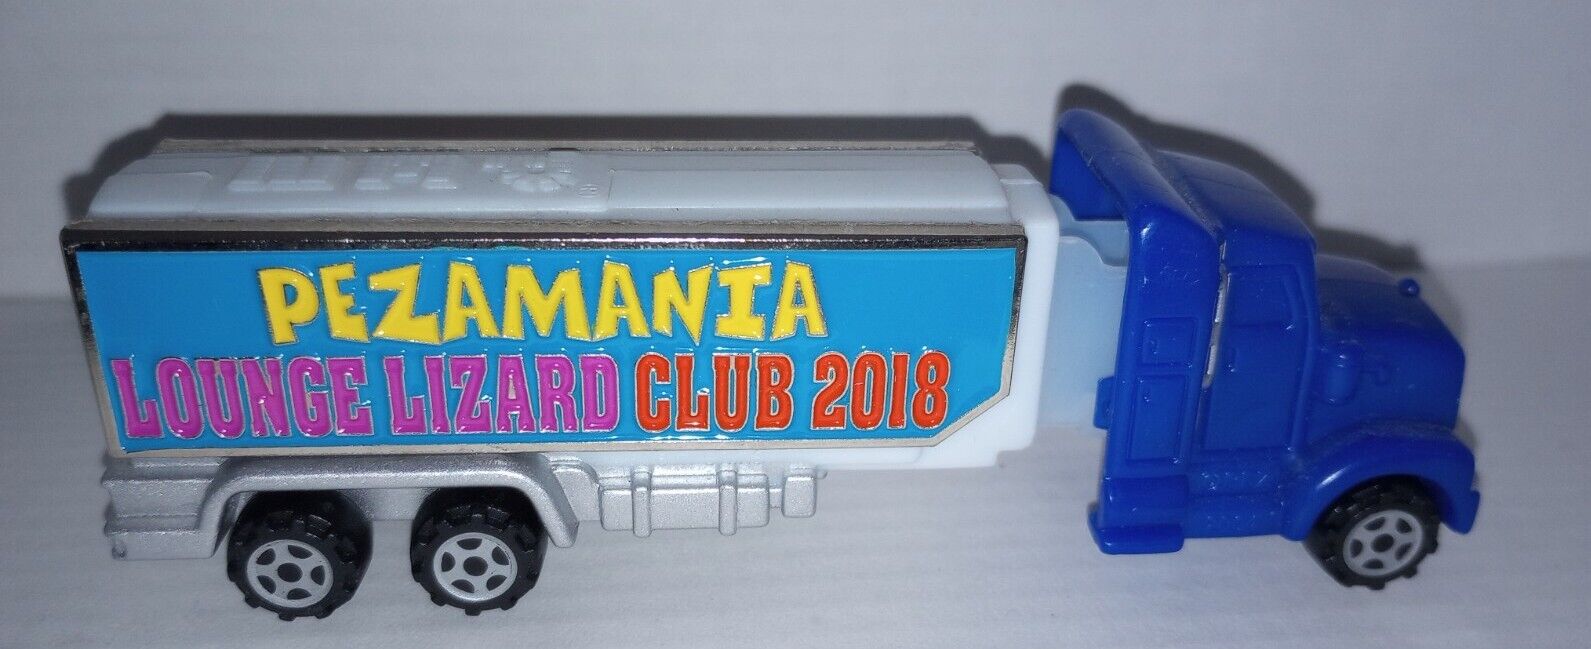 PEZAMANIA
LOUNGE LIZARD CLUB 2018